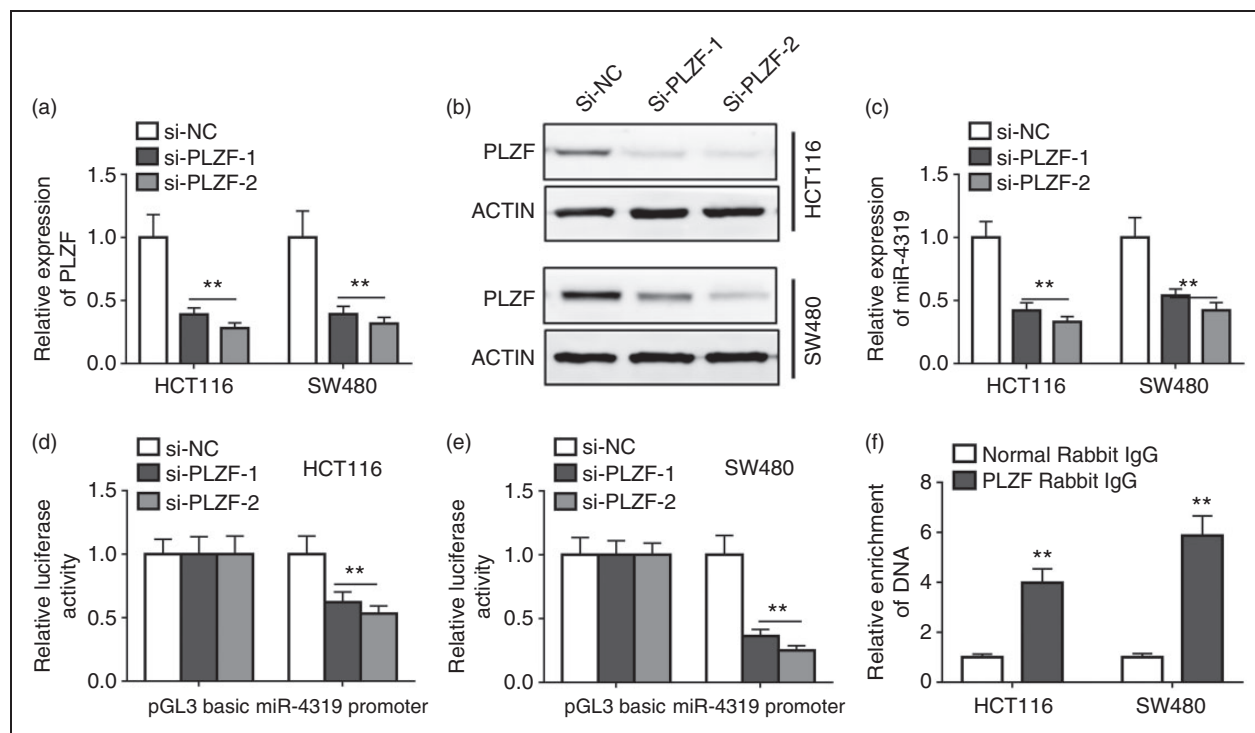 (a)
si-NC
si-PLZF-1
si-PLZF-2
Relative expression
of PLZF
1.5
1.0
0.5
0.0
**
**
HCT116
SW480
(b)
Si-NC
Si-PLZF-1
Si-PLZF-2
PLZF
ACTIN
HCT116
PLZF
ACTIN
SW480
(c)
si-NC
si-PLZF-1
si-PLZF-2
Relative expression
of miR-4319
1.5
1.0
0.5
0.0
**
**
HCT116
SW480
(d)
si-NC
si-PLZF-1
si-PLZF-2
HCT116
Relative luciferase
activity
1.5
1.0
0.5
0.0
**
pGL3 basic miR-4319 promoter
(e)
si-NC
si-PLZF-1
si-PLZF-2
SW480
Relative luciferase
activity
1.5
1.0
0.5
0.0
**
pGL3 basic miR-4319 promoter
(f)
Normal Rabbit IgG
PLZF Rabbit IgG
Relative enrichment
of DNA
8
6
4
2
0
**
**
HCT116
SW480